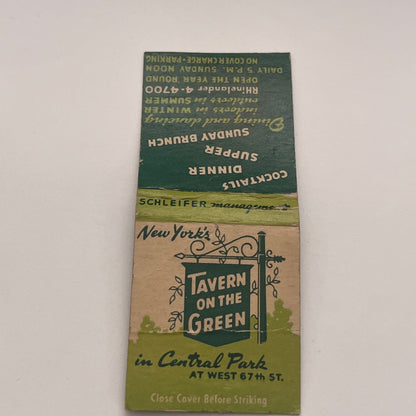 COCKTAILS
DINNER
SUPPER
SUNDAY BRUNCH
Dining and dancing
indoors in WINTER
outdoors in SUMMER
RHinelander 4-4700
OPEN THE YEAR ROUND
DAILY 5 P.M. SUNDAY NOON
NO COVER CHARGE · PARKING
SCHLEIFER management
New York's
TAVERN
ON THE
GREEN
in Central Park
AT WEST 67th ST.
Close Cover Before Striking